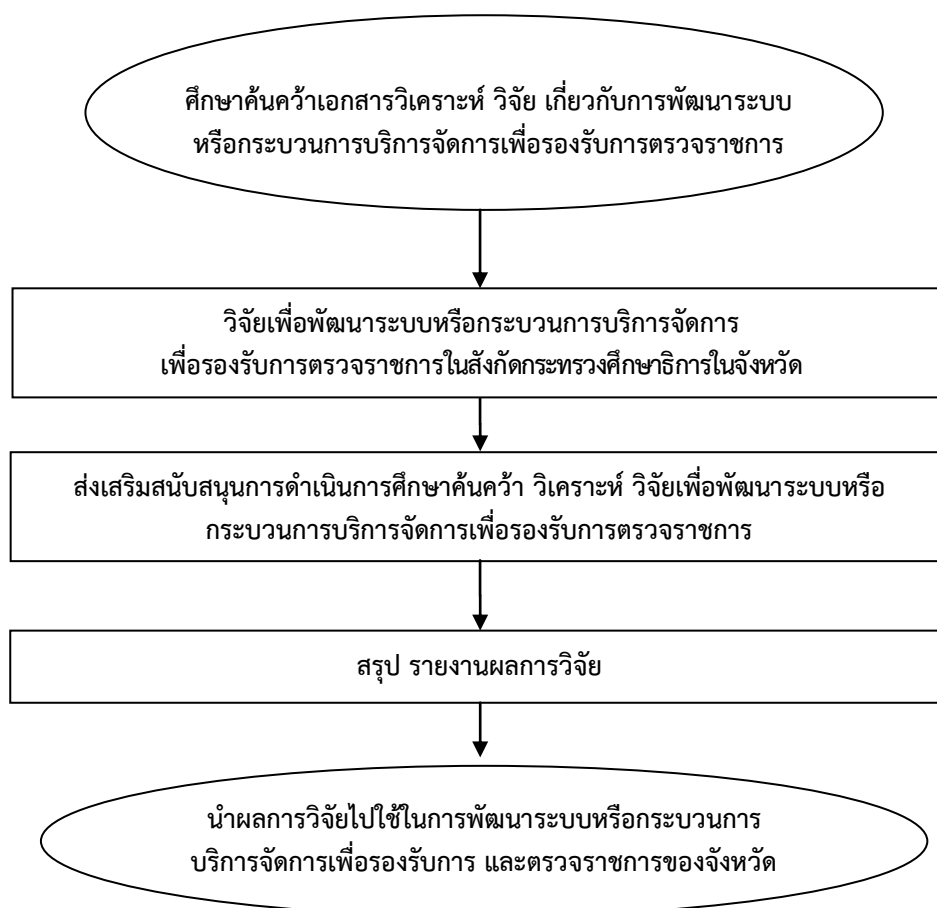 ศึกษาค้นคว้าเอกสารวิเคราะห์ วิจัย เกี่ยวกับการพัฒนาระบบ
หรือกระบวนการบริการจัดการเพื่อรองรับการตรวจราชการ
วิจัยเพื่อพัฒนาระบบหรือกระบวนการบริการจัดการ
เพื่อรองรับการตรวจราชการในสังกัดกระทรวงศึกษาธิการในจังหวัด
ส่งเสริมสนับสนุนการดำเนินการศึกษาค้นคว้า วิเคราะห์ วิจัยเพื่อพัฒนาระบบหรือ
กระบวนการบริการจัดการเพื่อรองรับการตรวจราชการ
สรุป รายงานผลการวิจัย
นำผลการวิจัยไปใช้ในการพัฒนาระบบหรือกระบวนการ
บริการจัดการเพื่อรองรับการ และตรวจราชการของจังหวัด